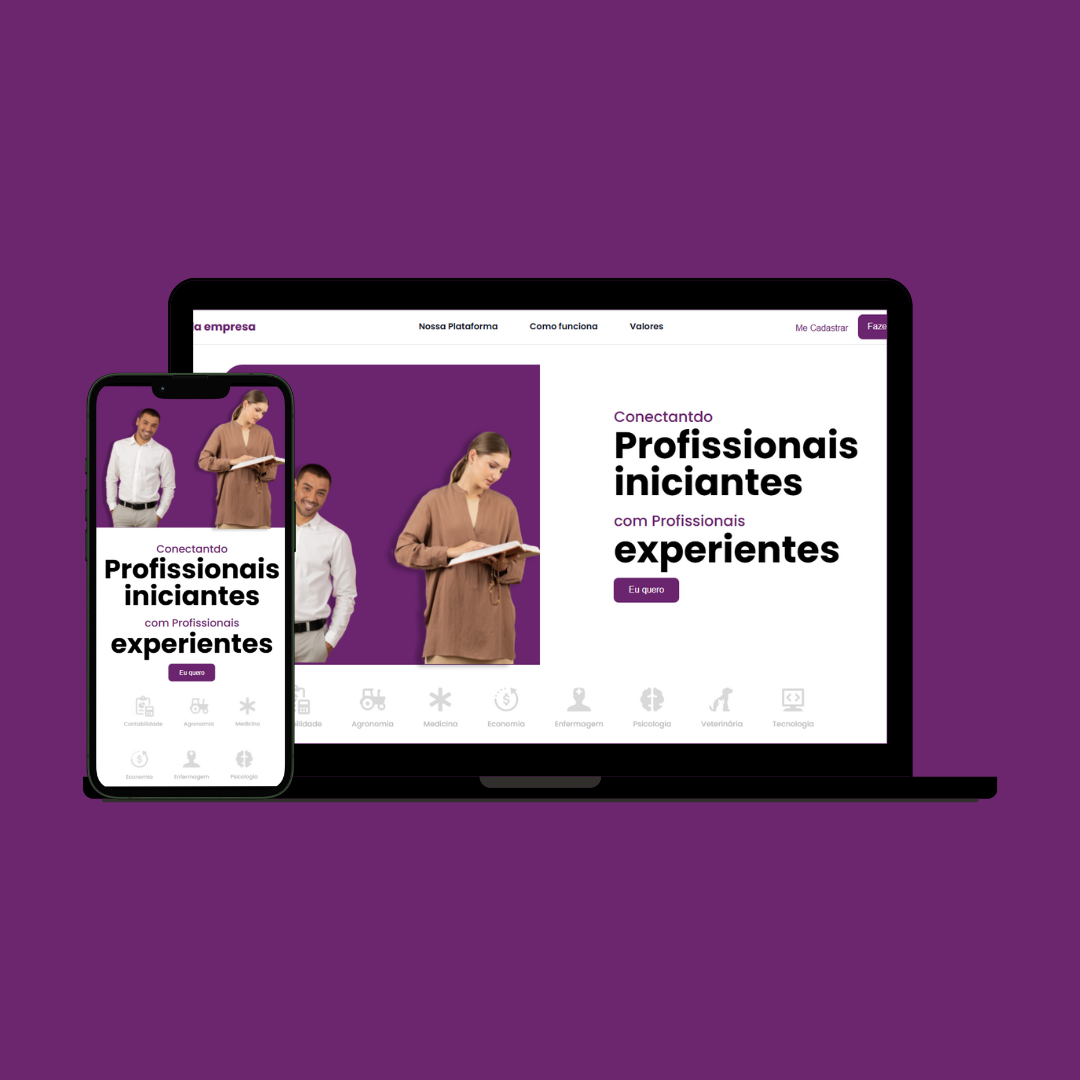 a empresa
Nossa Plataforma
Como funciona
Valores
Me Cadastrar
Faze
Conectantdo
Profissionais
iniciantes
com Profissionais
experientes
Eu quero
ilidade
Agronomia
Medicina
Economia
Enfermagem
Psicologia
Veterinária
Tecnologia
Conectantdo
Profissionais
iniciantes
com Profissionais
experientes
Eu quero
Contabilidade
Agronomia
Medicina
Economia
Enfermagem
Psicologia